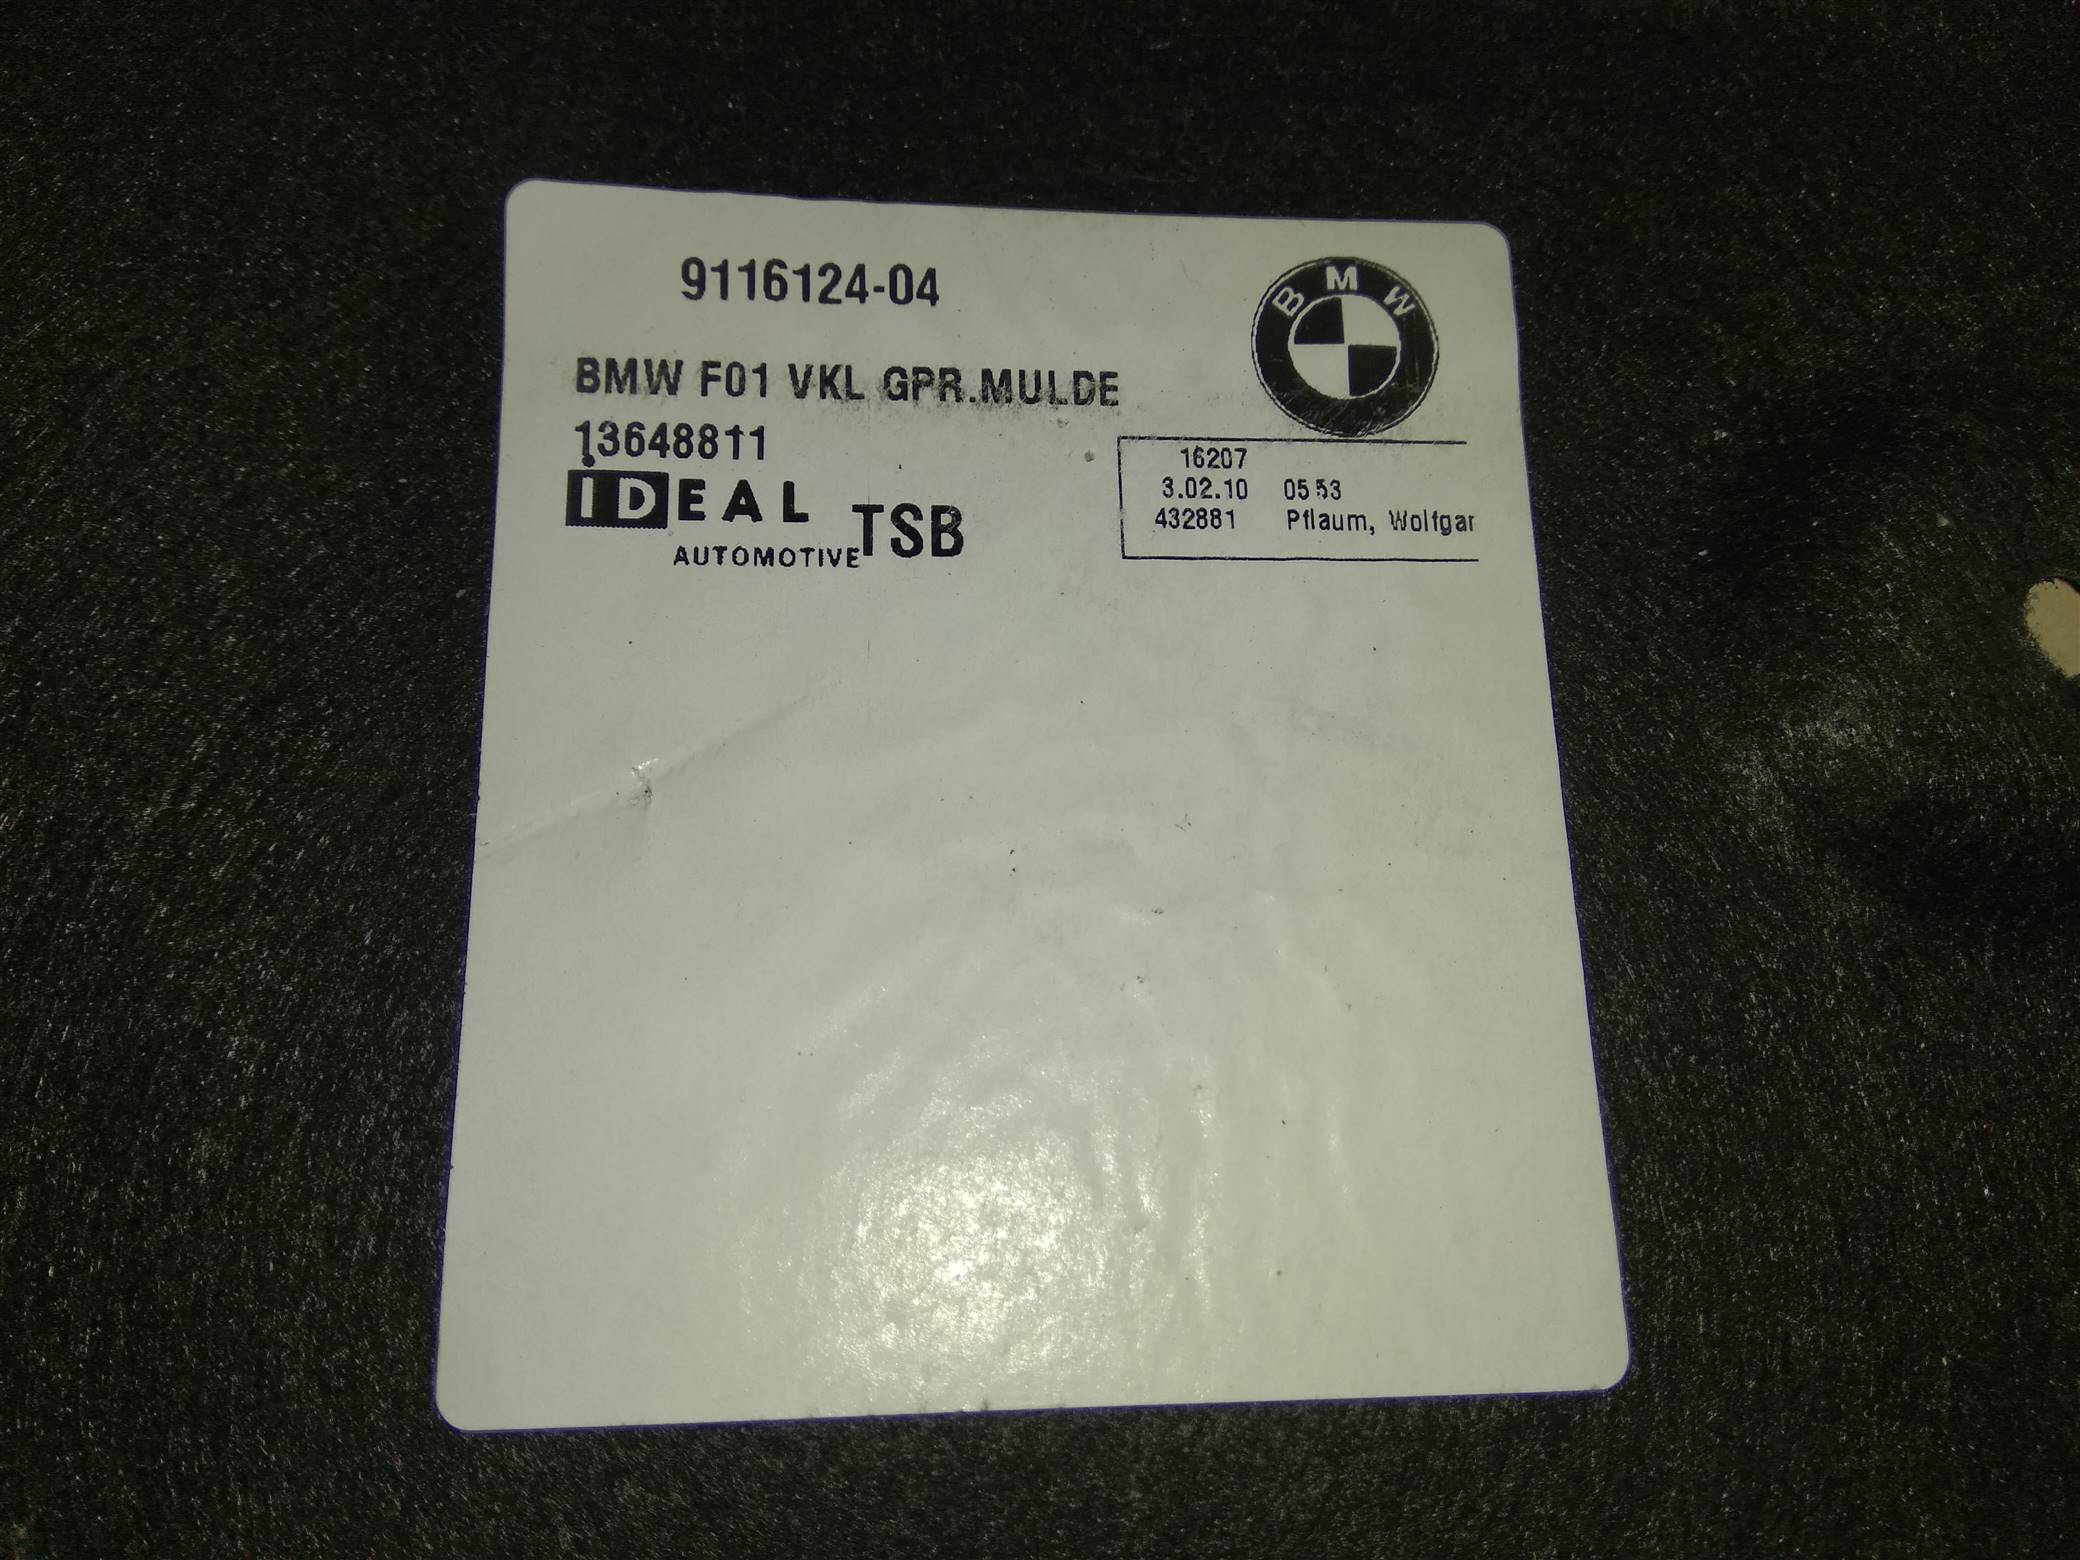 9116124-04
BMW
BMW F01 VKL GPR.MULDE
13648811
IDEAL
AUTOMOTIVE
TSB
16207
3.02.10 05:53
432881 Pflaum, Wolfgar